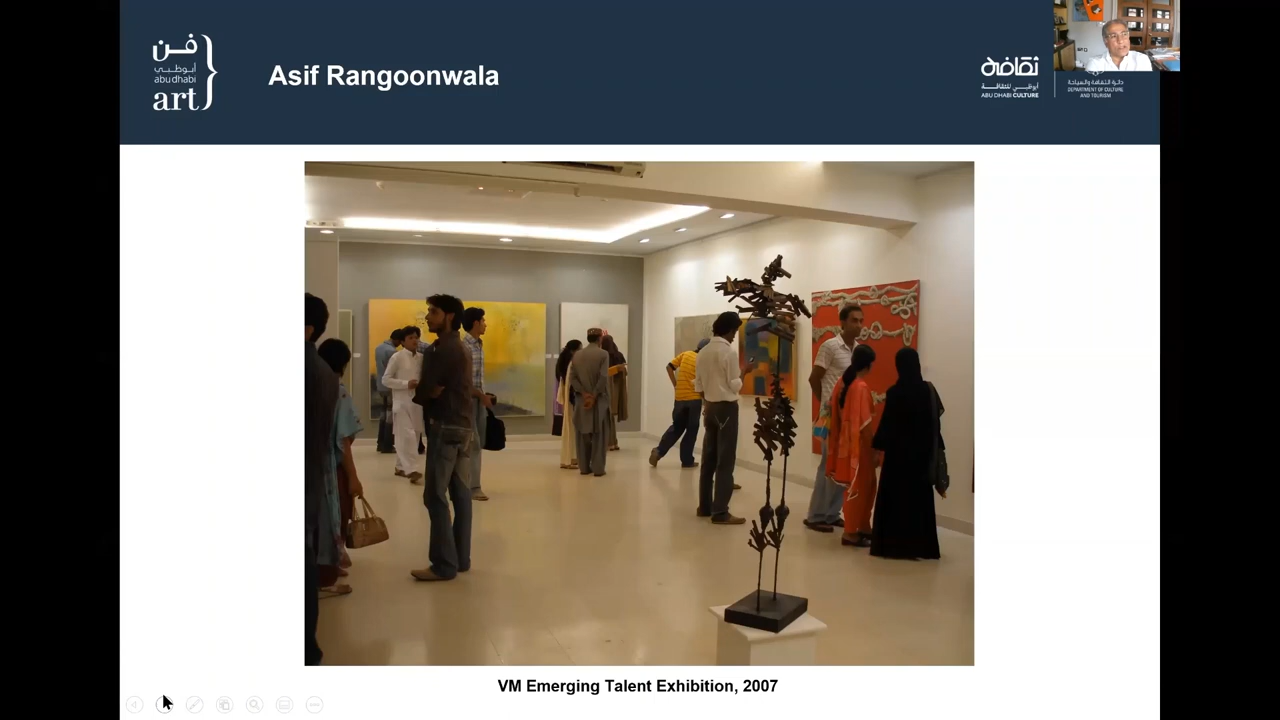 فن
أبوظبي
abu dhabi
art
Asif Rangoonwala
ثقافة
أبوظبي للثقافة
ABU DHABI CULTURE
دائرة الثقافة والسياحة
DEPARTMENT OF CULTURE
AND TOURISM
VM Emerging Talent Exhibition, 2007